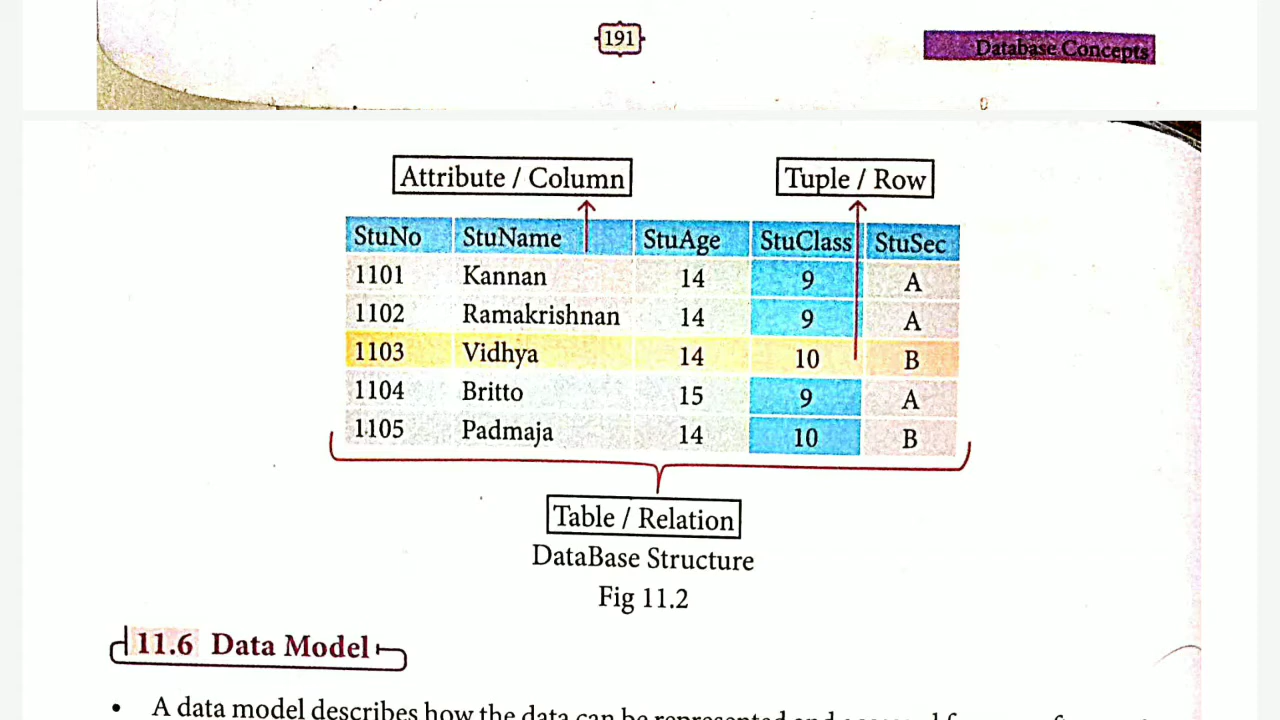 191
Database Concepts
Attribute / Column Tuple / Row
StuNo StuName StuAge StuClass StuSec
1101 Kannan 14 9 A
1102 Ramakrishnan 14 9 A
1103 Vidhya 14 10 B
1104 Britto 15 9 A
1105 Padmaja 14 10 B
Table / Relation
DataBase Structure
Fig 11.2
11.6 Data Model
• A data model describes how the data can be represented and